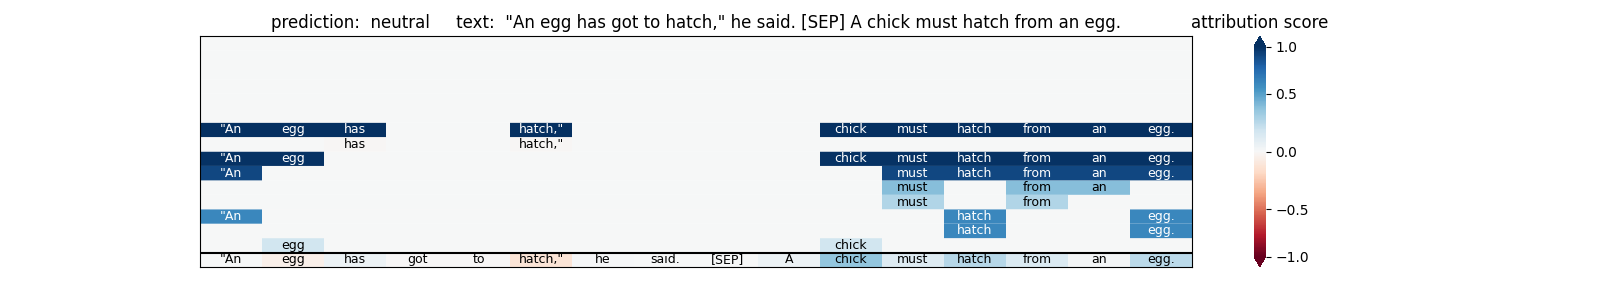 prediction:  neutral     text:  "An egg has got to hatch," he said. [SEP] A chick must hatch from an egg.
attribution score
"An egg has hatch," chick must hatch from an egg.
has hatch,"
"An egg chick must hatch from an egg.
"An must hatch from an egg.
must from an
must from
"An hatch egg.
hatch egg.
egg chick
"An egg has got to hatch," he said. [SEP] A chick must hatch from an egg.
1.0
0.5
0.0
−0.5
−1.0